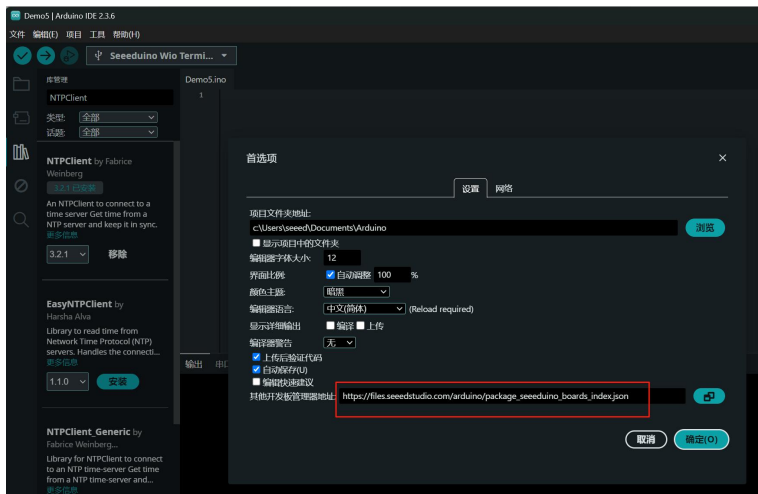 Demo5 | Arduino IDE 2.3.6
文件 编辑(E) 项目 工具 帮助(H)
Seeeduino Wio Termi...
库管理
NTPClient
类型: 全部
话题: 全部
NTPClient by Fabrice
Weinberg
3.2.1 已安装
An NTPClient to connect to a
time server Get time from a
NTP server and keep it in sync.
更多信息
3.2.1 移除
EasyNTPClient by
Harsha Alva
Library to read time from
Network Time Protocol (NTP)
servers. Handles the connecti...
更多信息
1.1.0 安装
NTPClient_Generic by
Fabrice Weinberg...
Library for NTPClient to connect
to an NTP time-server Get time
from a NTP time-server and...
更多信息
Demo5.ino
1
输出 串口
首选项
设置 网络
项目文件夹地址:
c:\Users\seeed\Documents\Arduino
浏览
显示项目中的文件夹
编辑器字体大小: 12
界面比例: 自动调整 100 %
颜色主题: 暗黑
编辑器语言: 中文(简体) (Reload required)
显示详细输出 编译 上传
编译器警告 无
上传后验证代码
自动保存(U)
编辑快速建议
其他开发板管理器地址: https://files.seeedstudio.com/arduino/package_seeeduino_boards_index.json
取消 确定(O)